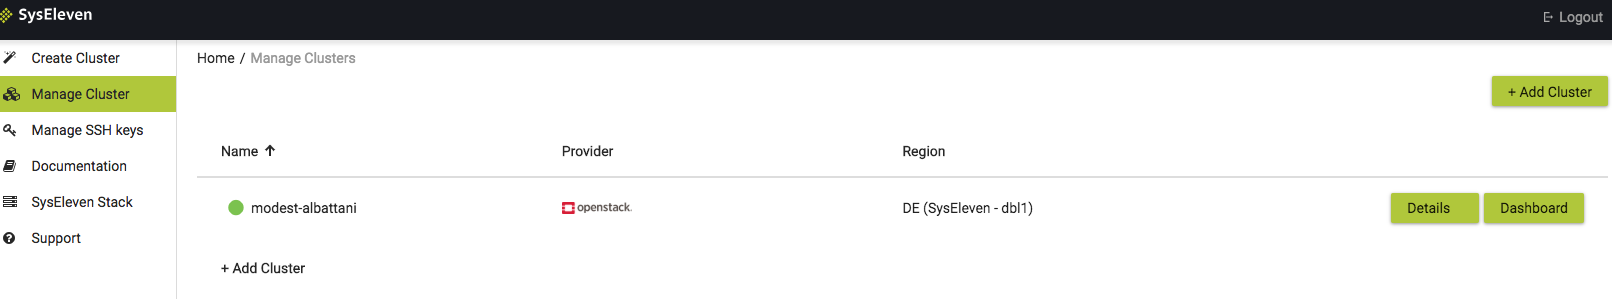 SysEleven
Logout
Create Cluster
Manage Cluster
Manage SSH keys
Documentation
SysEleven Stack
Support
Home / Manage Clusters
+ Add Cluster
Name Provider Region
modest-albattani openstack. DE (SysEleven - dbl1) Details Dashboard
+ Add Cluster